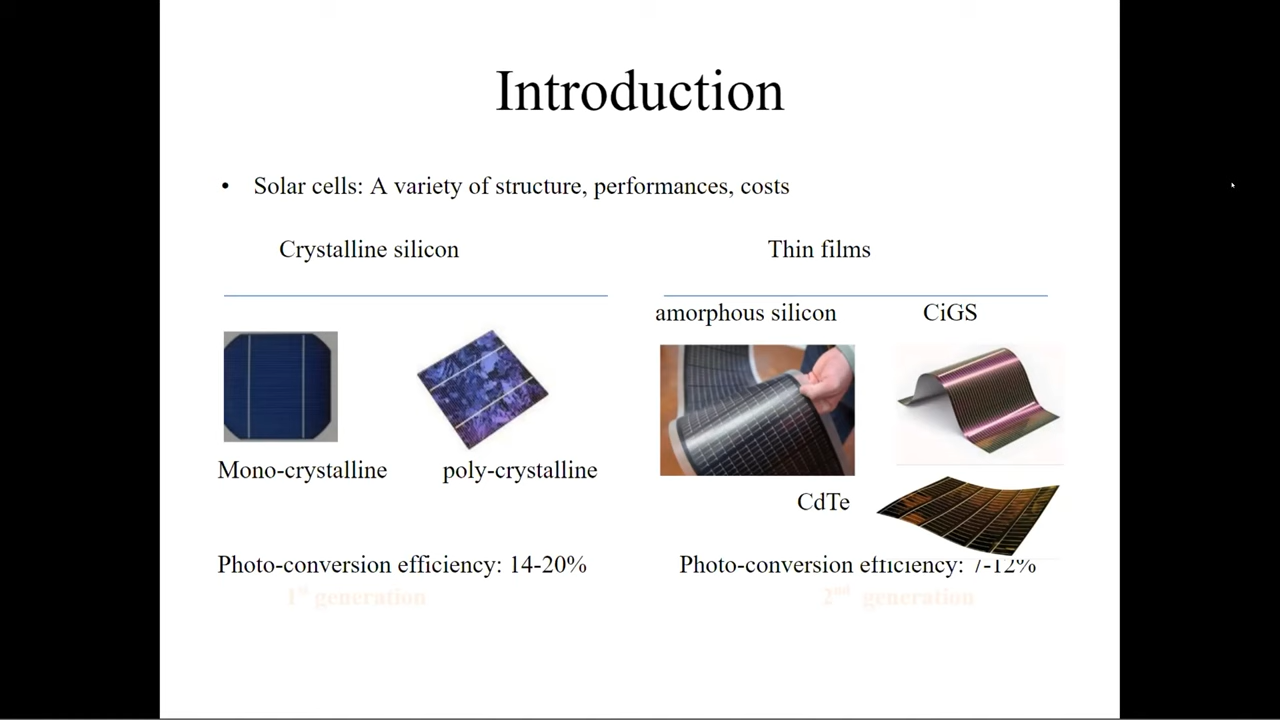 Introduction
• Solar cells: A variety of structure, performances, costs
Crystalline silicon
Thin films
amorphous silicon
CiGS
Mono-crystalline
poly-crystalline
CdTe
Photo-conversion efficiency: 14-20%
Photo-conversion efficiency: 7-12%
1st generation
2nd generation